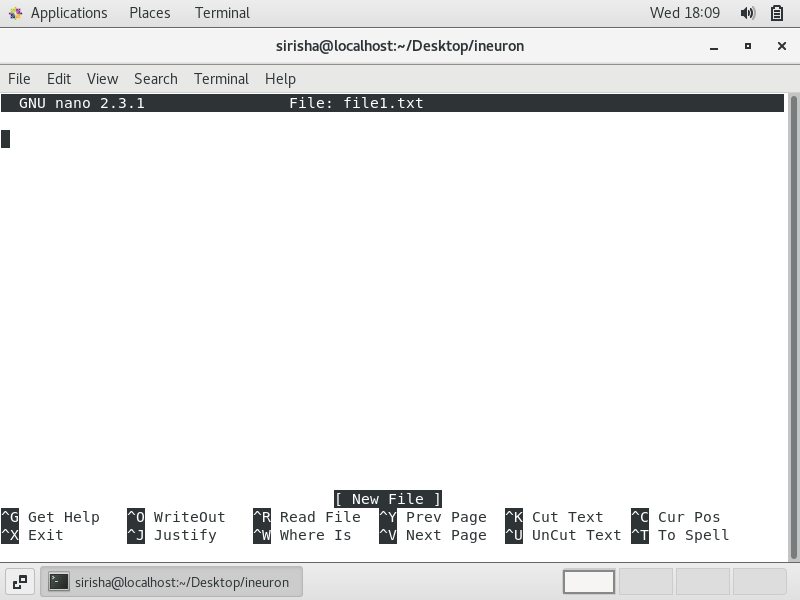 Applications Places Terminal Wed 18:09
sirisha@localhost:~/Desktop/ineuron
File Edit View Search Terminal Help
GNU nano 2.3.1 File: file1.txt
[ New File ]
^G Get Help ^O WriteOut ^R Read File ^Y Prev Page ^K Cut Text ^C Cur Pos
^X Exit ^J Justify ^W Where Is ^V Next Page ^U UnCut Text ^T To Spell
sirisha@localhost:~/Desktop/ineuron